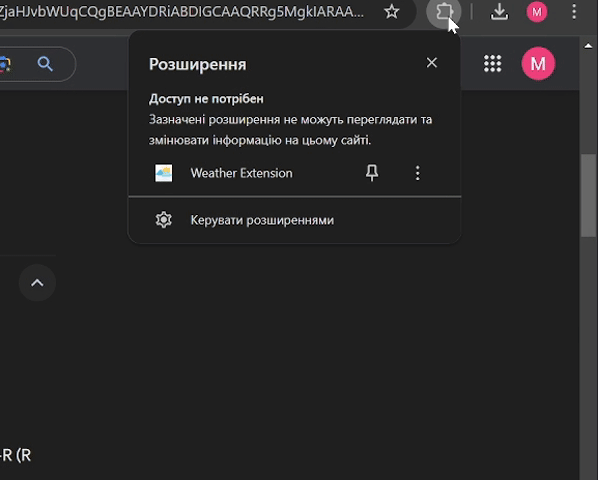 ZjaHJvbWUqCQgBEAAYDRiABDIGCAAQRRg5MgkIARAA...
M
Розширення
M
Доступ не потрібен
Зазначені розширення не можуть переглядати та
змінювати інформацію на цьому сайті.
Weather Extension
Керувати розширеннями
-R (R